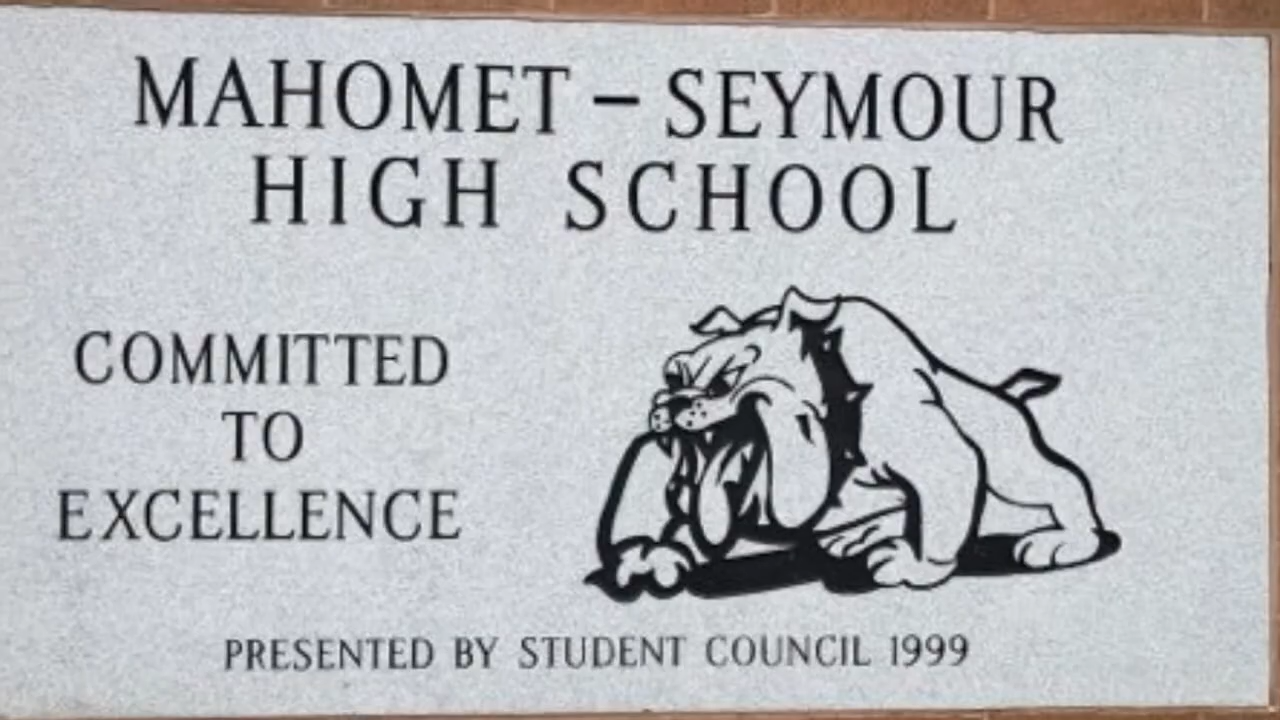 MAHOMET – SEYMOUR
HIGH SCHOOL
COMMITTED
TO
EXCELLENCE
PRESENTED BY STUDENT COUNCIL 1999